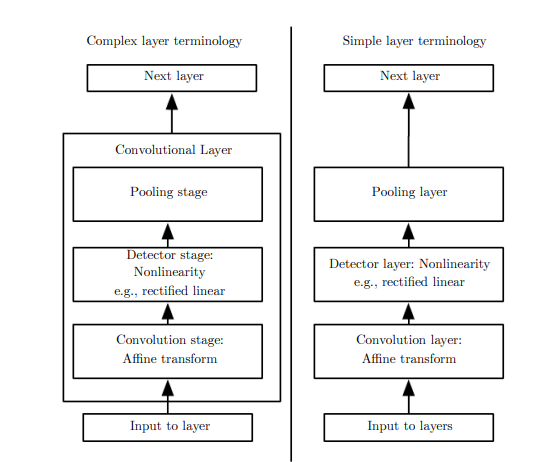 Complex layer terminology
Next layer
Convolutional Layer
Pooling stage
Detector stage:
Nonlinearity
e.g., rectified linear
Convolution stage:
Affine transform
Input to layer
Simple layer terminology
Next layer
Pooling layer
Detector layer: Nonlinearity
e.g., rectified linear
Convolution layer:
Affine transform
Input to layers